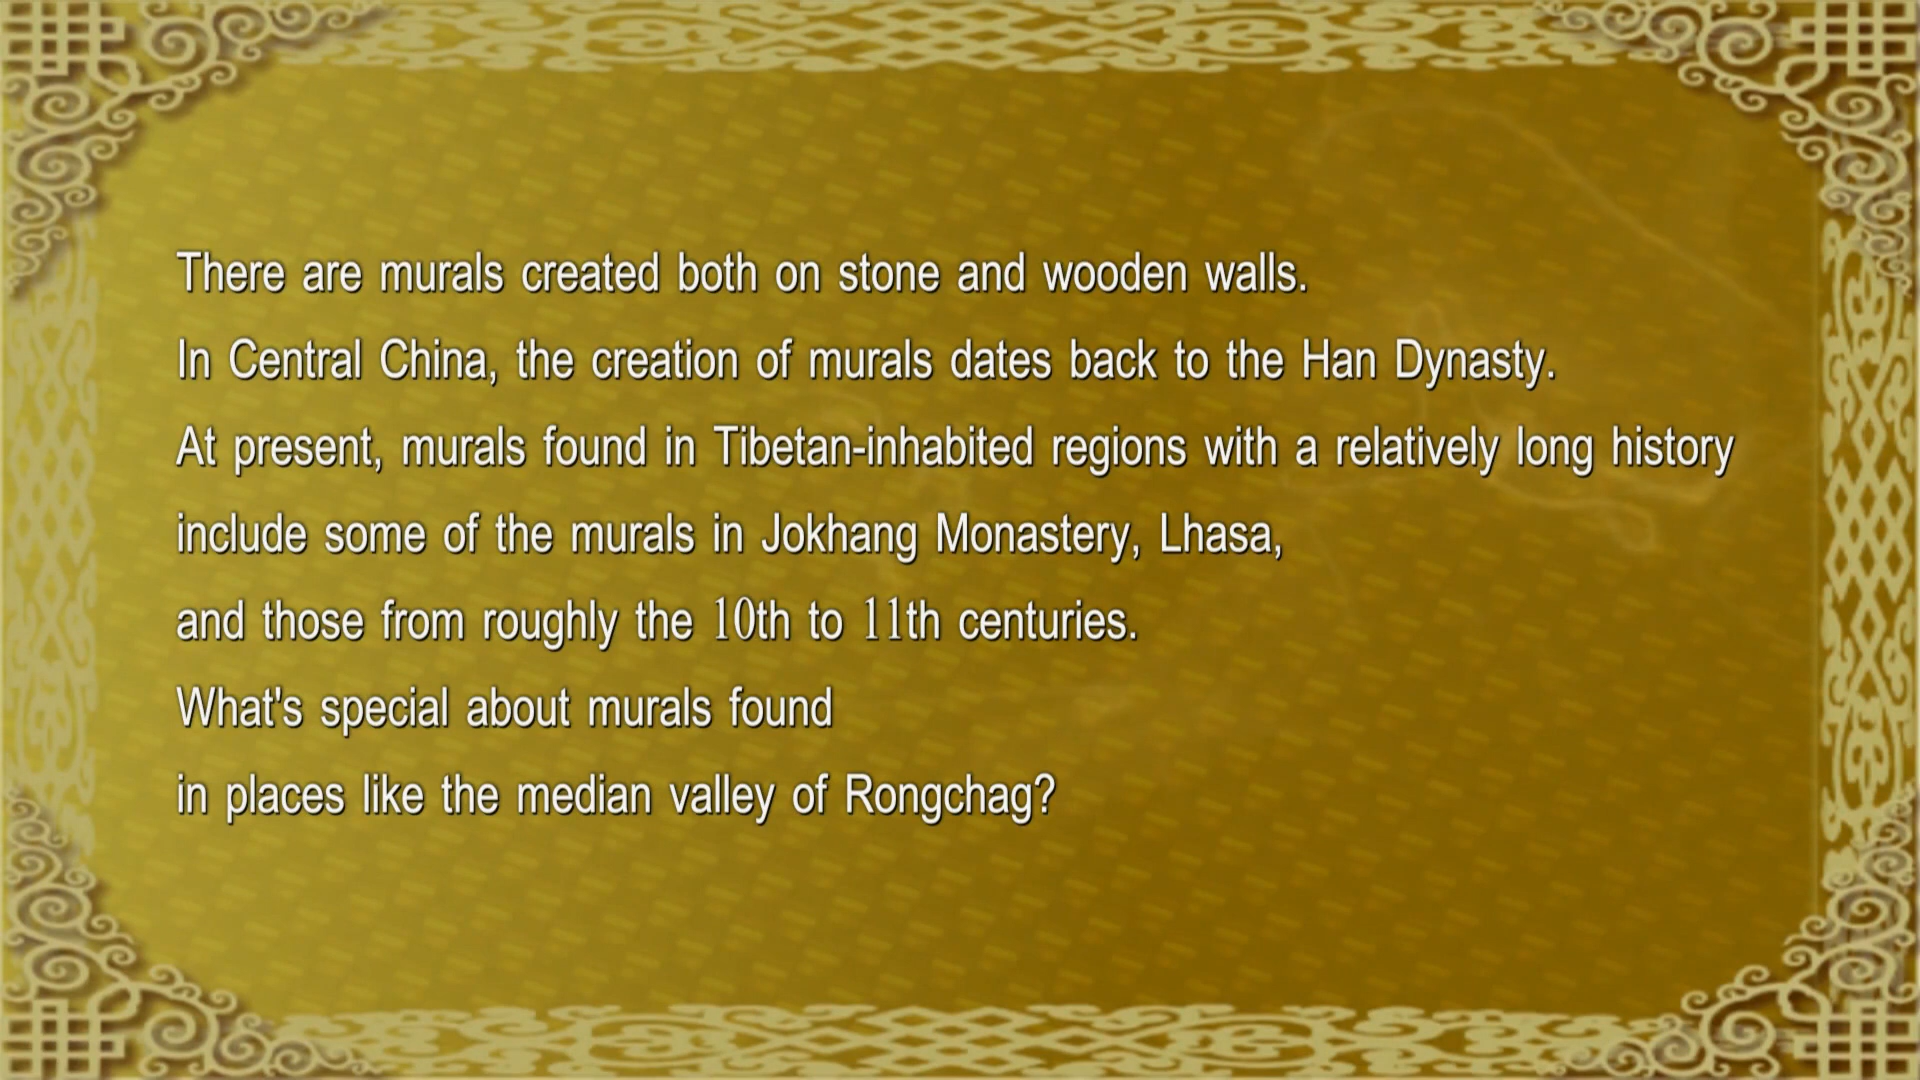 There are murals created both on stone and wooden walls.
In Central China, the creation of murals dates back to the Han Dynasty.
At present, murals found in Tibetan-inhabited regions with a relatively long history
include some of the murals in Jokhang Monastery, Lhasa,
and those from roughly the 10th to 11th centuries.
What's special about murals found
in places like the median valley of Rongchag?